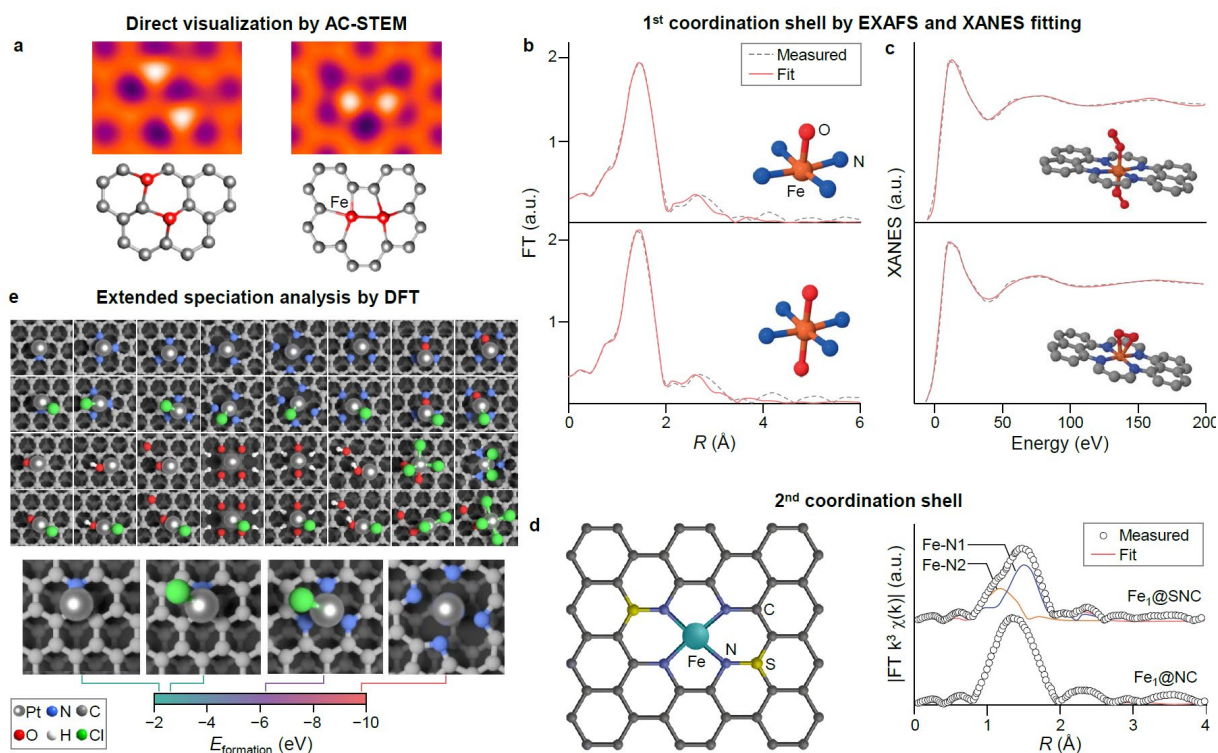 Direct visualization by AC-STEM
a
Fe
1st coordination shell by EXAFS and XANES fitting
b
Measured
Fit
2
1
2
1
FT (a.u.)
O
N
Fe
0 2 4 6
R (Å)
c
XANES (a.u.)
0 50 100 150 200
Energy (eV)
e
Extended speciation analysis by DFT
Pt N C
O H Cl
−2 −4 −6 −8 −10
Eformation (eV)
2nd coordination shell
d
C
N
Fe
S
|FT k3 χ(k)| (a.u.)
Measured
Fit
Fe-N1
Fe-N2
Fe1@SNC
Fe1@NC
0 1 2 3 4
R (Å)